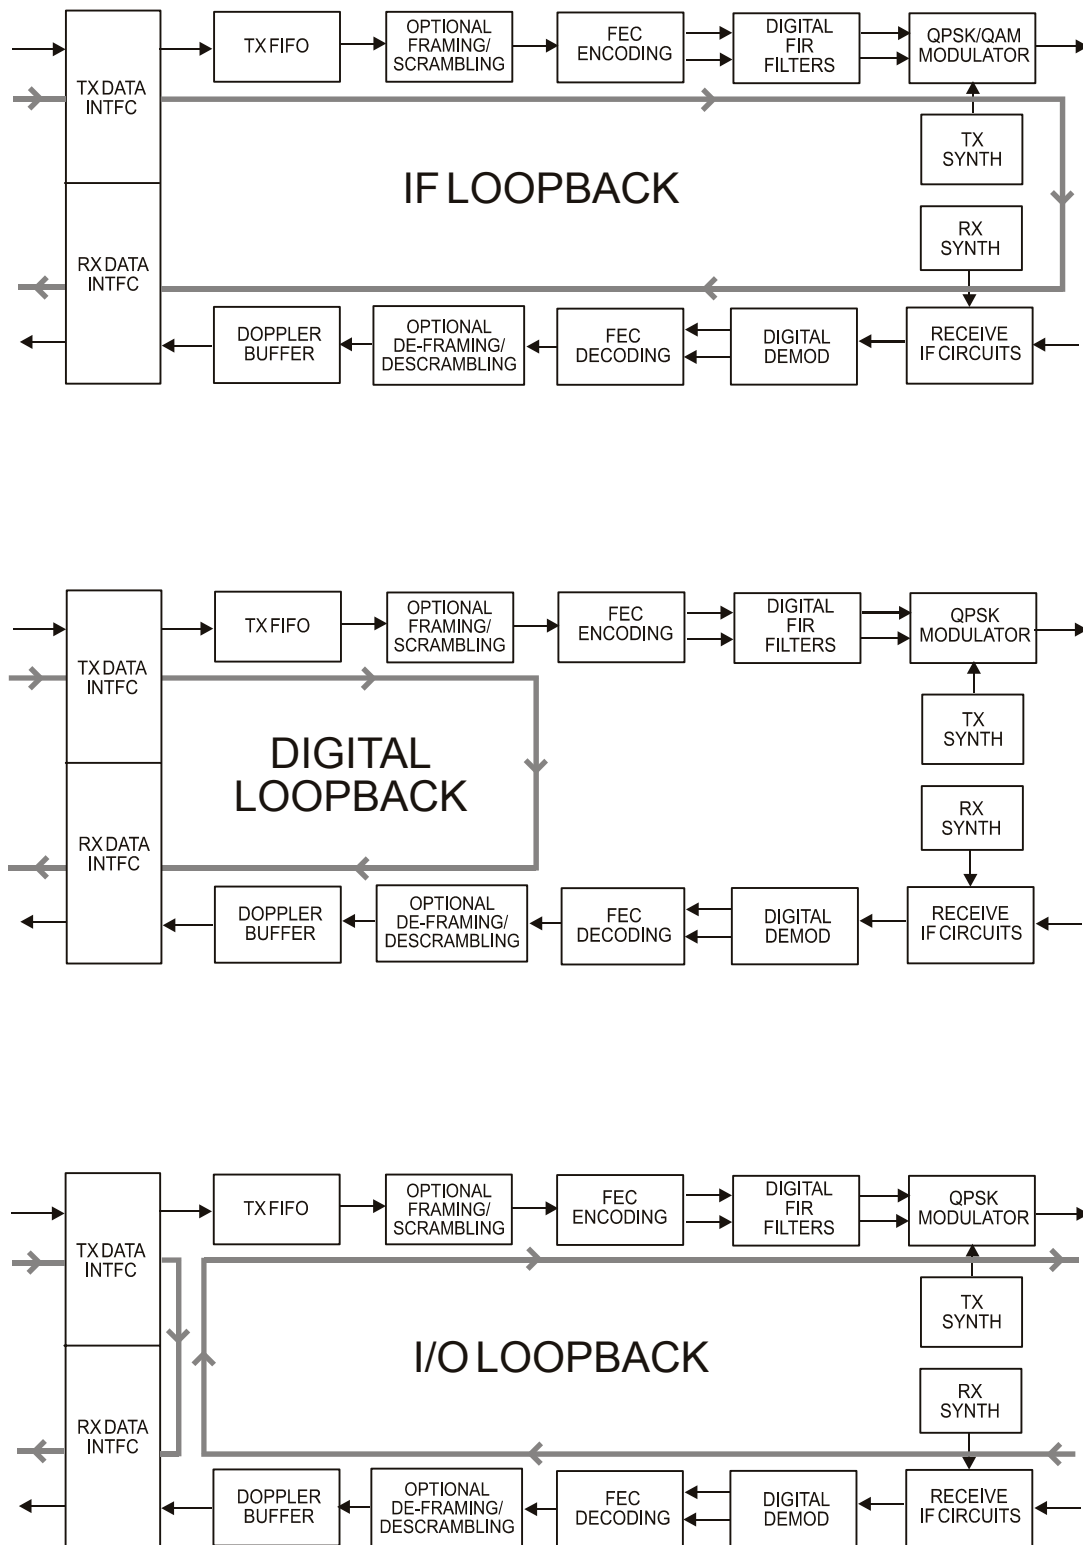 TX DATA
INTFC
TX FIFO
OPTIONAL
FRAMING/
SCRAMBLING
FEC
ENCODING
DIGITAL
FIR
FILTERS
QPSK/QAM
MODULATOR
TX
SYNTH
IF LOOPBACK
RX
SYNTH
RX DATA
INTFC
DOPPLER
BUFFER
OPTIONAL
DE-FRAMING/
DESCRAMBLING
FEC
DECODING
DIGITAL
DEMOD
RECEIVE
IF CIRCUITS
TX DATA
INTFC
TX FIFO
OPTIONAL
FRAMING/
SCRAMBLING
FEC
ENCODING
DIGITAL
FIR
FILTERS
QPSK
MODULATOR
TX
SYNTH
DIGITAL
LOOPBACK
RX
SYNTH
RX DATA
INTFC
DOPPLER
BUFFER
OPTIONAL
DE-FRAMING/
DESCRAMBLING
FEC
DECODING
DIGITAL
DEMOD
RECEIVE
IF CIRCUITS
TX DATA
INTFC
TX FIFO
OPTIONAL
FRAMING/
SCRAMBLING
FEC
ENCODING
DIGITAL
FIR
FILTERS
QPSK
MODULATOR
TX
SYNTH
I/O LOOPBACK
RX
SYNTH
RX DATA
INTFC
DOPPLER
BUFFER
OPTIONAL
DE-FRAMING/
DESCRAMBLING
FEC
DECODING
DIGITAL
DEMOD
RECEIVE
IF CIRCUITS